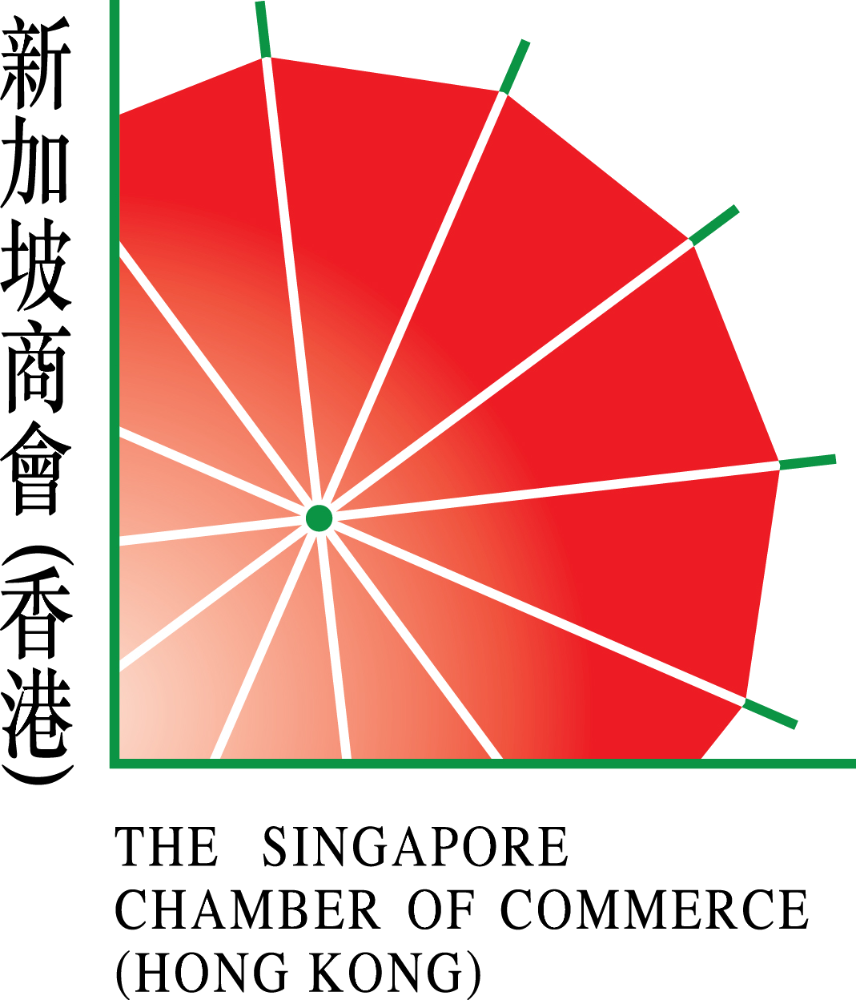 新加坡商會(香港)
THE SINGAPORE
CHAMBER OF COMMERCE
(HONG KONG)